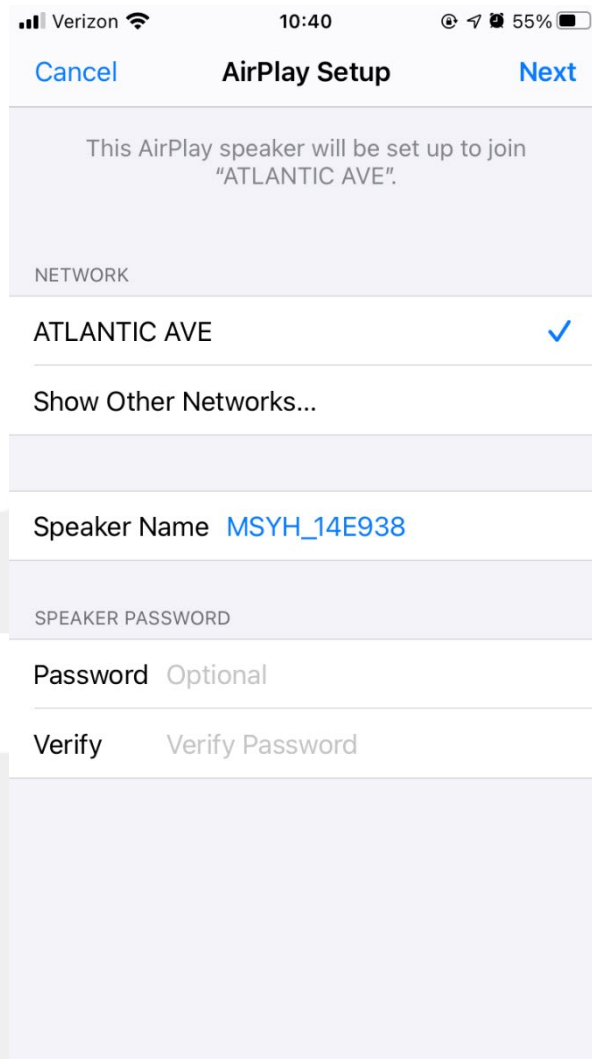 Verizon 10:40 55%
Cancel AirPlay Setup Next
This AirPlay speaker will be set up to join
“ATLANTIC AVE”.
NETWORK
ATLANTIC AVE
Show Other Networks...
Speaker Name MSYH_14E938
SPEAKER PASSWORD
Password Optional
Verify Verify Password